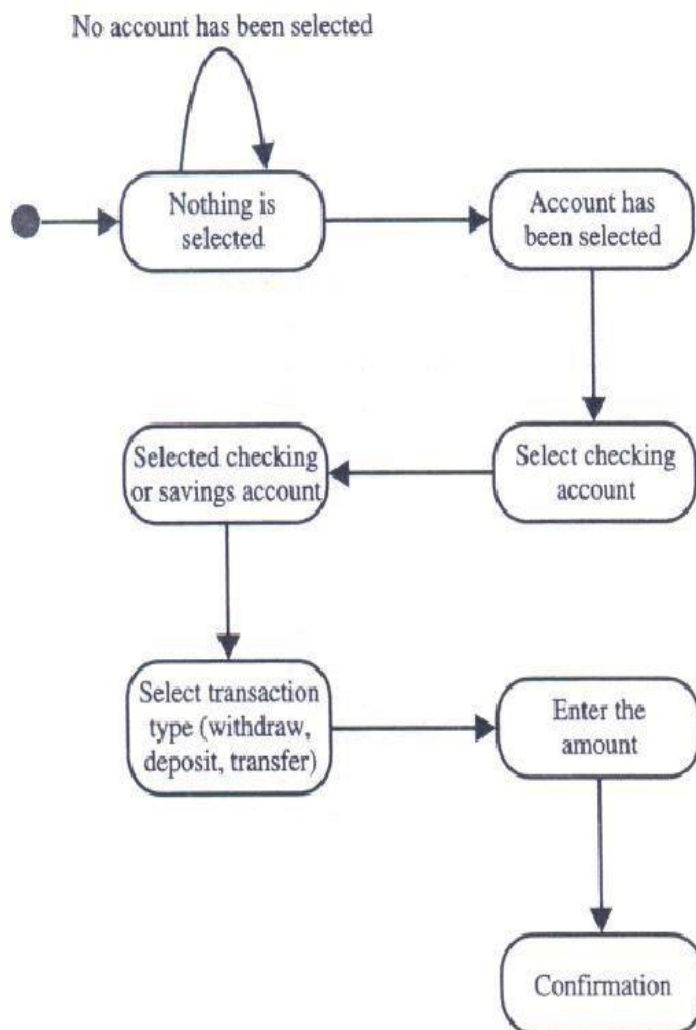 No account has been selected
Nothing is
selected
Account has
been selected
Select checking
account
Selected checking
or savings account
Select transaction
type (withdraw,
deposit, transfer)
Enter the
amount
Confirmation